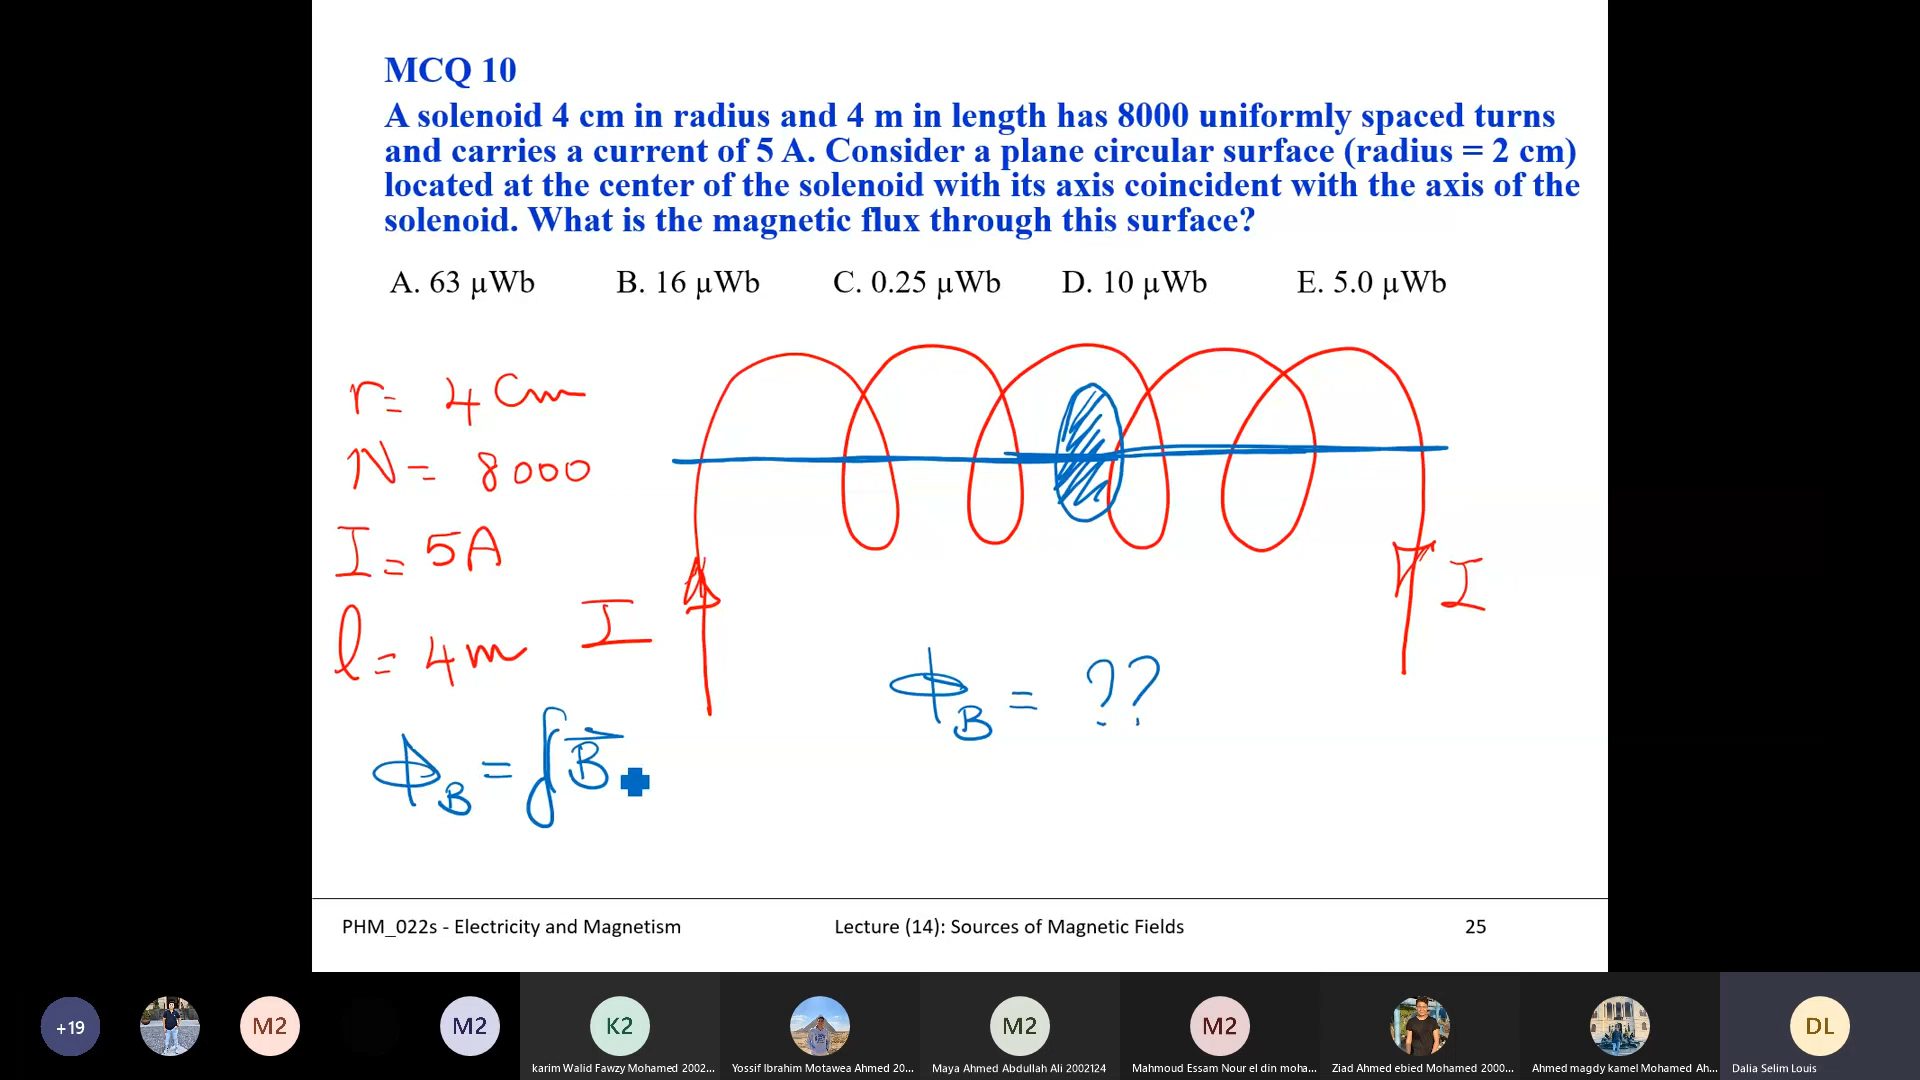 MCQ 10
A solenoid 4 cm in radius and 4 m in length has 8000 uniformly spaced turns
and carries a current of 5 A. Consider a plane circular surface (radius = 2 cm)
located at the center of the solenoid with its axis coincident with the axis of the
solenoid. What is the magnetic flux through this surface?
A. 63 µWb B. 16 µWb C. 0.25 µWb D. 10 µWb E. 5.0 µWb
r= 4 Cm
N= 8000
I= 5A
I
l= 4m
I
ϕB = ??
ϕB = ∫B
PHM_022s - Electricity and Magnetism Lecture (14): Sources of Magnetic Fields 25
+19
M2
M2
K2
M2
M2
DL
karim Walid Fawzy Mohamed 2002... Yossif Ibrahim Motawea Ahmed 20... Maya Ahmed Abdullah Ali 2002124 Mahmoud Essam Nour el din moha... Ziad Ahmed ebied Mohamed 2000... Ahmed magdy kamel Mohamed Ah... Dalia Selim Louis